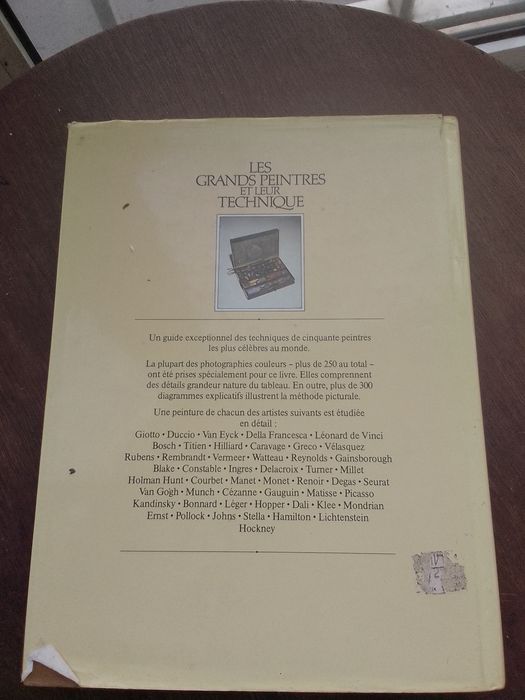 LES
GRANDS PEINTRES
ET LEUR
TECHNIQUE
Un guide exceptionnel des techniques de cinquante peintres
les plus célèbres au monde.
La plupart des photographies couleurs – plus de 250 au total –
ont été prises spécialement pour ce livre. Elles comprennent
des détails grandeur nature du tableau. En outre, plus de 300
diagrammes explicatifs illustrent la méthode picturale.
Une peinture de chacun des artistes suivants est étudiée
en détail :
Giotto • Duccio • Van Eyck • Della Francesca • Léonard de Vinci
Bosch • Titien • Hilliard • Caravage • Greco • Vélasquez
Rubens • Rembrandt • Vermeer • Watteau • Reynolds • Gainsborough
Blake • Constable • Ingres • Delacroix • Turner • Millet
Holman Hunt • Courbet • Manet • Monet • Renoir • Degas • Seurat
Van Gogh • Munch • Cézanne • Gauguin • Matisse • Picasso
Kandinsky • Bonnard • Léger • Hopper • Dali • Klee • Mondrian
Ernst • Pollock • Johns • Stella • Hamilton • Lichtenstein
Hockney